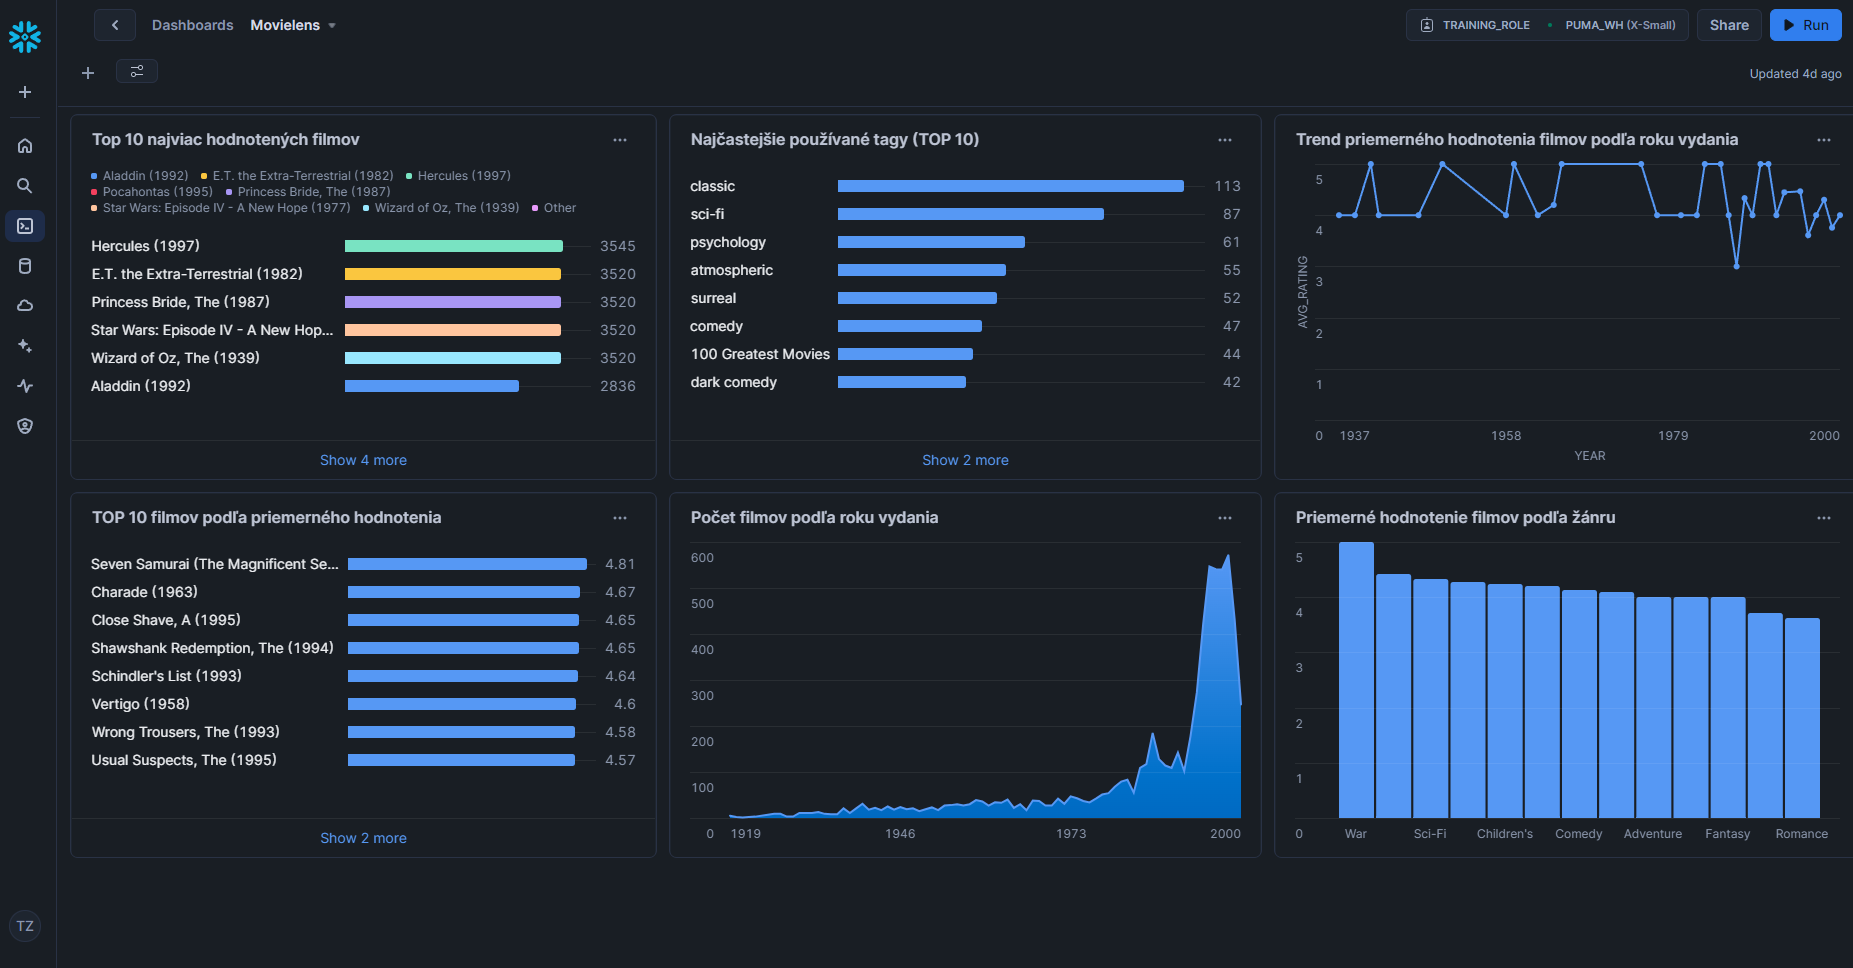 Dashboards Movielens
TRAINING_ROLE • PUMA_WH (X-Small) Share Run
Updated 4d ago
Top 10 najviac hodnotených filmov
Aladdin (1992) E.T. the Extra-Terrestrial (1982) Hercules (1997)
Pocahontas (1995) Princess Bride, The (1987)
Star Wars: Episode IV - A New Hope (1977) Wizard of Oz, The (1939) Other
Hercules (1997) 3545
E.T. the Extra-Terrestrial (1982) 3520
Princess Bride, The (1987) 3520
Star Wars: Episode IV - A New Hop... 3520
Wizard of Oz, The (1939) 3520
Aladdin (1992) 2836
Show 4 more
Najčastejšie používané tagy (TOP 10)
classic 113
sci-fi 87
psychology 61
atmospheric 55
surreal 52
comedy 47
100 Greatest Movies 44
dark comedy 42
Show 2 more
Trend priemerného hodnotenia filmov podľa roku vydania
5
4
3
2
1
0
AVG_RATING
1937 1958 1979 2000
YEAR
TOP 10 filmov podľa priemerného hodnotenia
Seven Samurai (The Magnificent Se... 4.81
Charade (1963) 4.67
Close Shave, A (1995) 4.65
Shawshank Redemption, The (1994) 4.65
Schindler's List (1993) 4.64
Vertigo (1958) 4.6
Wrong Trousers, The (1993) 4.58
Usual Suspects, The (1995) 4.57
Show 2 more
Počet filmov podľa roku vydania
600
500
400
300
200
100
0
1919 1946 1973 2000
Priemerné hodnotenie filmov podľa žánru
5
4
3
2
1
0
War Sci-Fi Children's Comedy Adventure Fantasy Romance
TZ